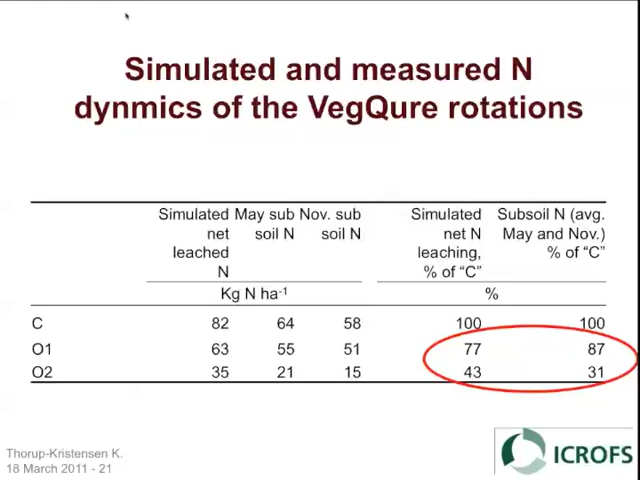 Simulated and measured N
dynmics of the VegQure rotations
Simulated May sub Nov. sub Simulated Subsoil N (avg.
net soil N soil N net N May and Nov.)
leached leaching, % of “C”
N % of “C”
Kg N ha-1 %
C 82 64 58 100 100
O1 63 55 51 77 87
O2 35 21 15 43 31
Thorup-Kristensen K.
18 March 2011 - 21
ICROFS